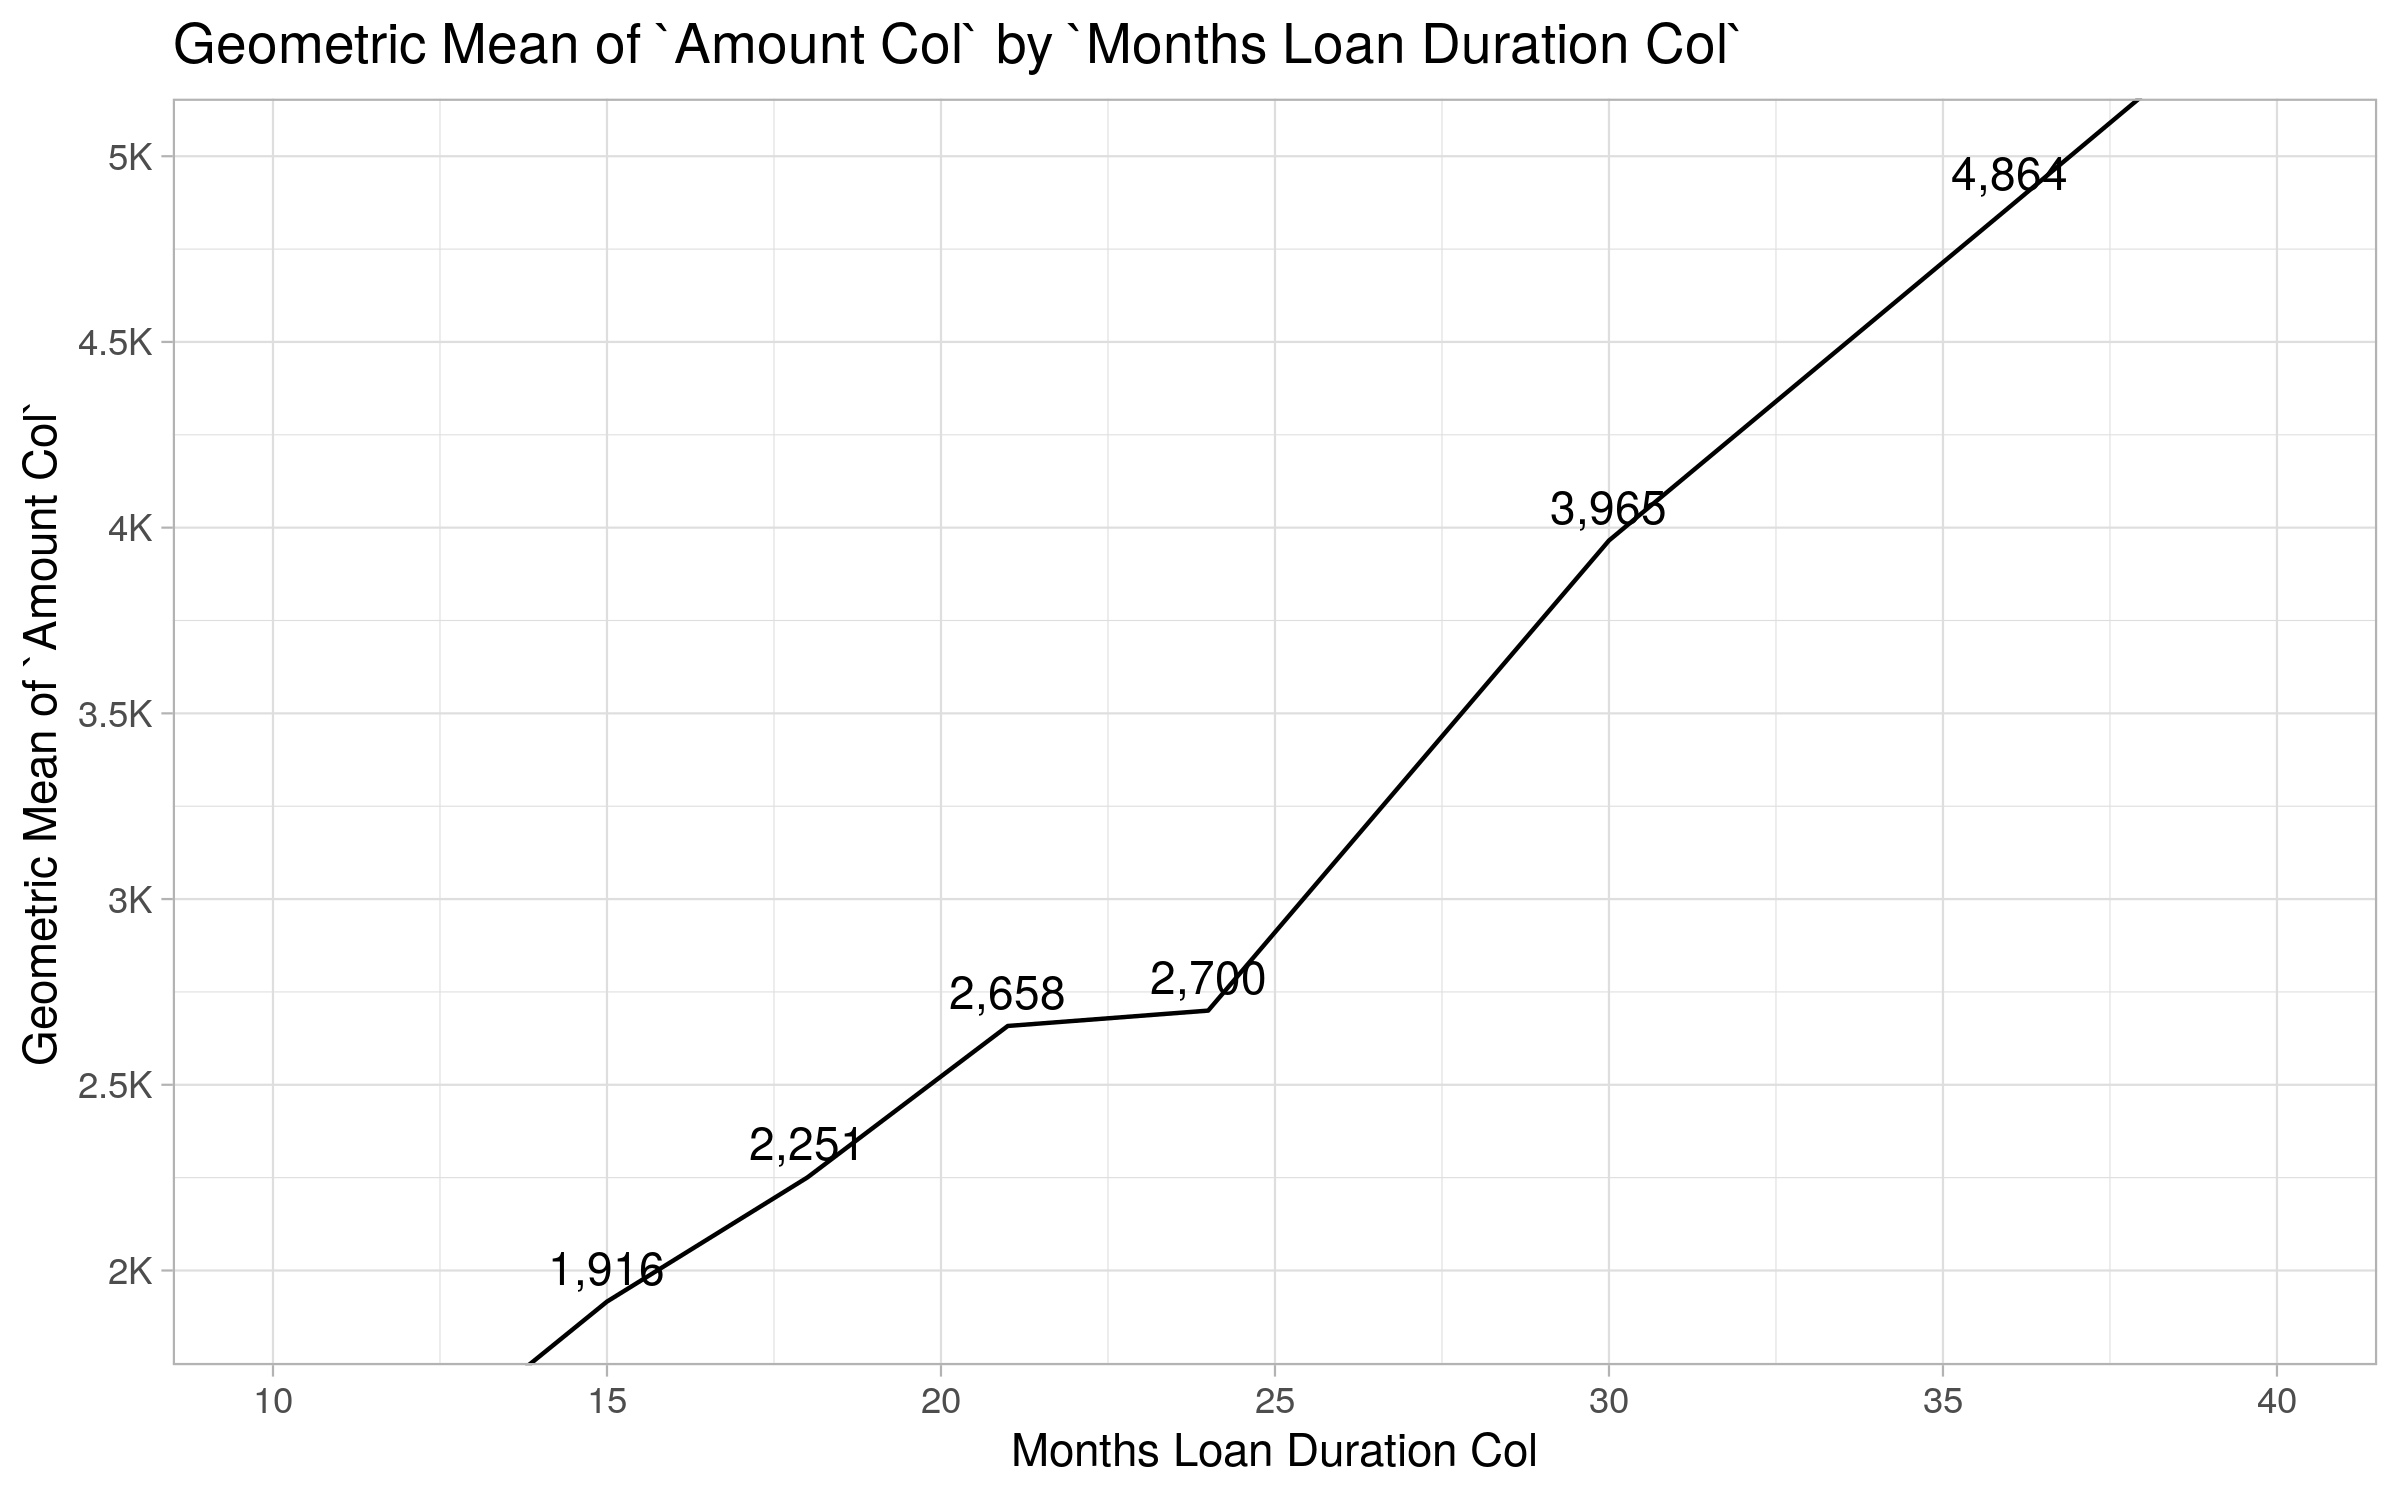 Geometric Mean of `Amount Col` by `Months Loan Duration Col`
Geometric Mean of `Amount Col`
5K
4.5K
4K
3.5K
3K
2.5K
2K
4,864
3,965
2,700
2,658
2,251
1,916
10 15 20 25 30 35 40
Months Loan Duration Col